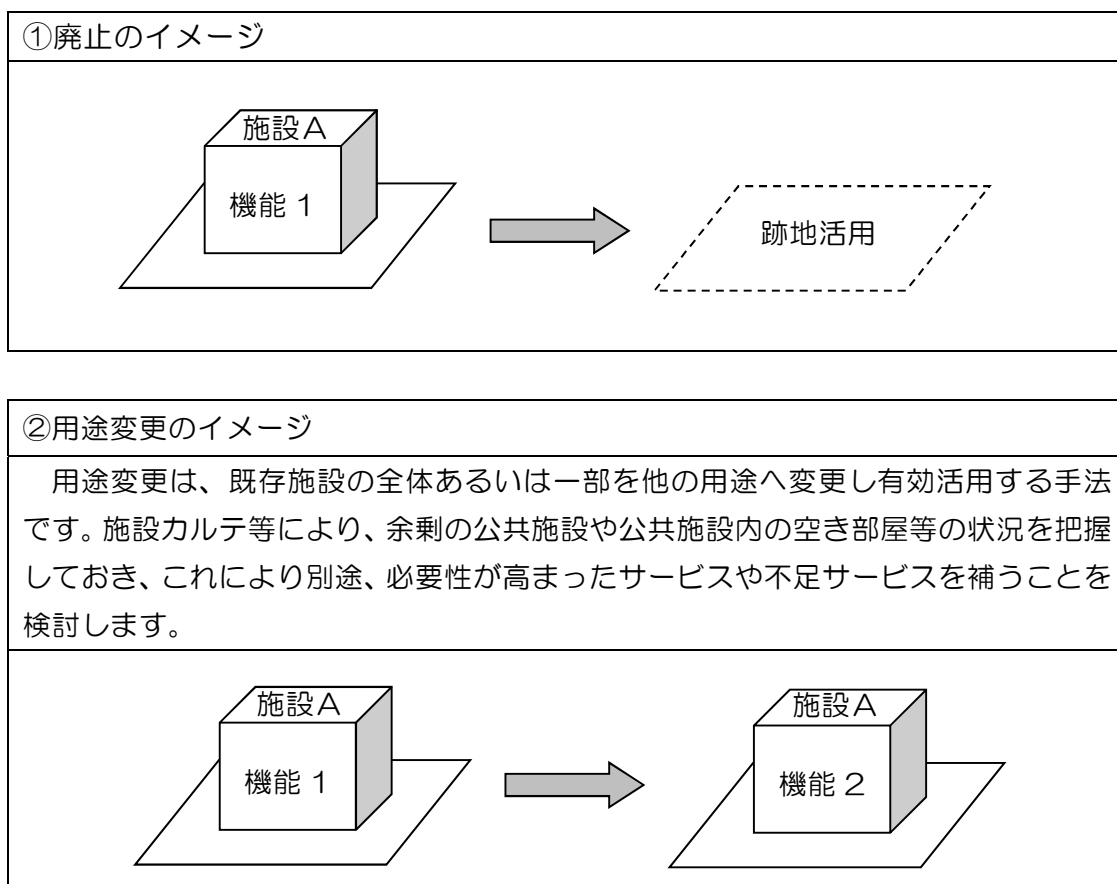 ①廃止のイメージ
施設A
機能 1
跡地活用
②用途変更のイメージ
用途変更は、既存施設の全体あるいは一部を他の用途へ変更し有効活用する手法
です。施設カルテ等により、余剰の公共施設や公共施設内の空き部屋等の状況を把握
しておき、これにより別途、必要性が高まったサービスや不足サービスを補うことを
検討します。
施設A
機能 1
施設A
機能 2